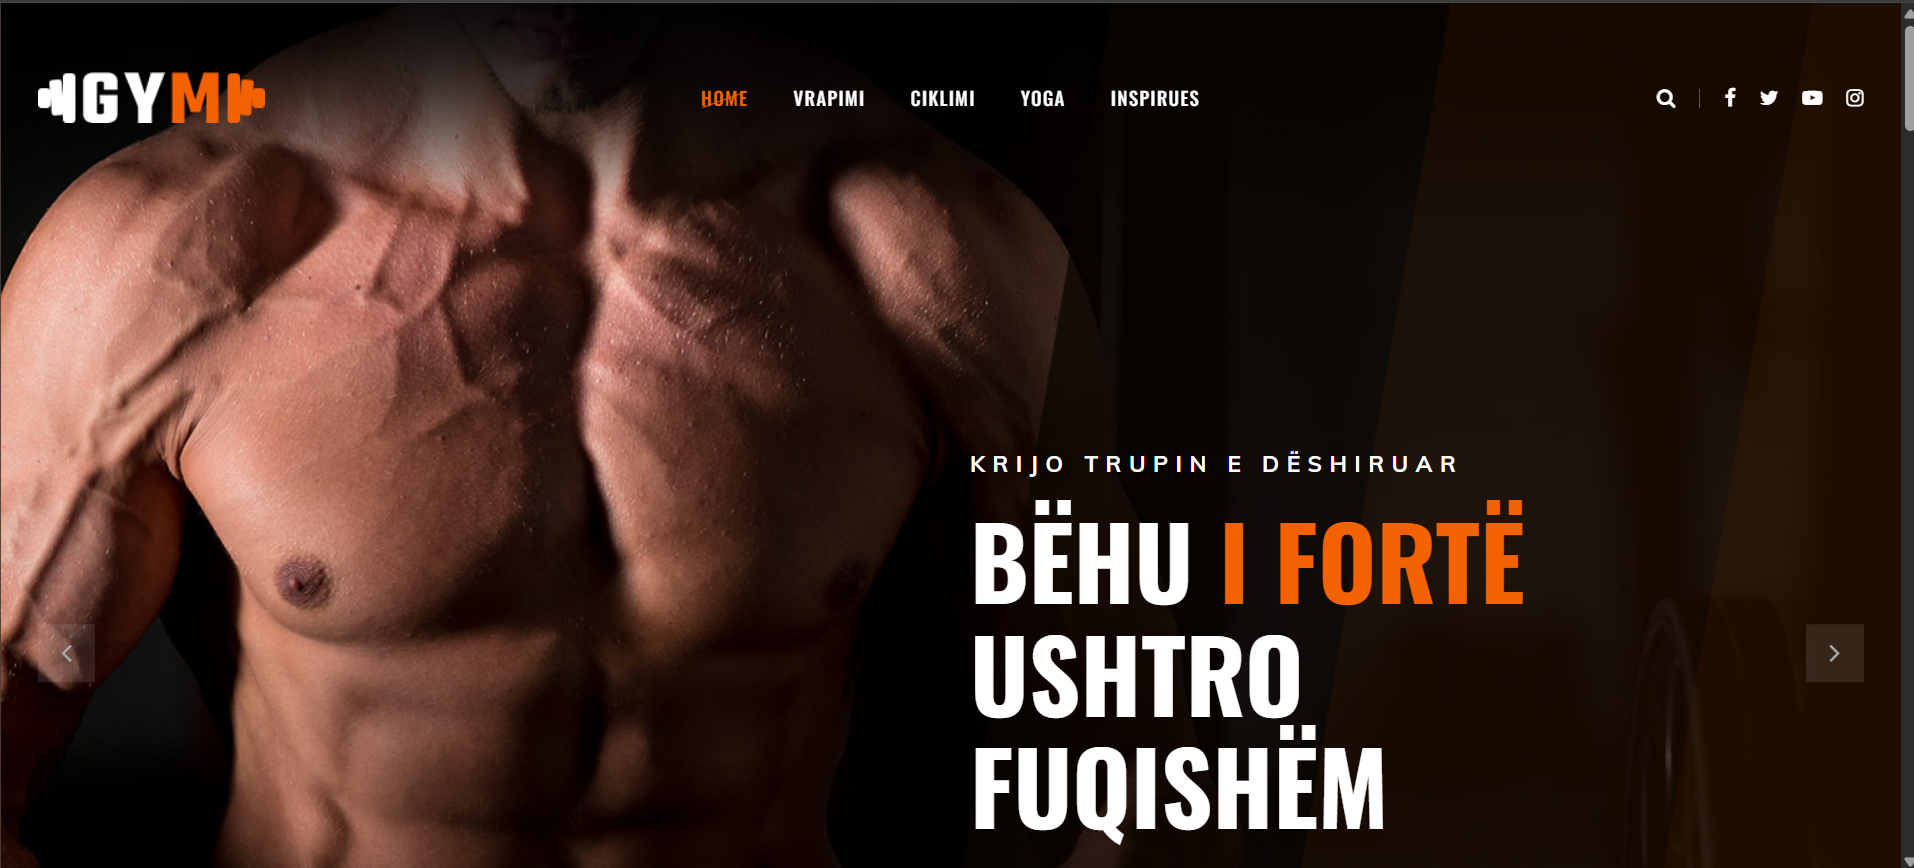 GYM
HOME VRAPIMI CIKLIMI YOGA INSPIRUES
KRIJO TRUPIN E DËSHIRUAR
BËHU I FORTË
USHTRO
FUQISHËM